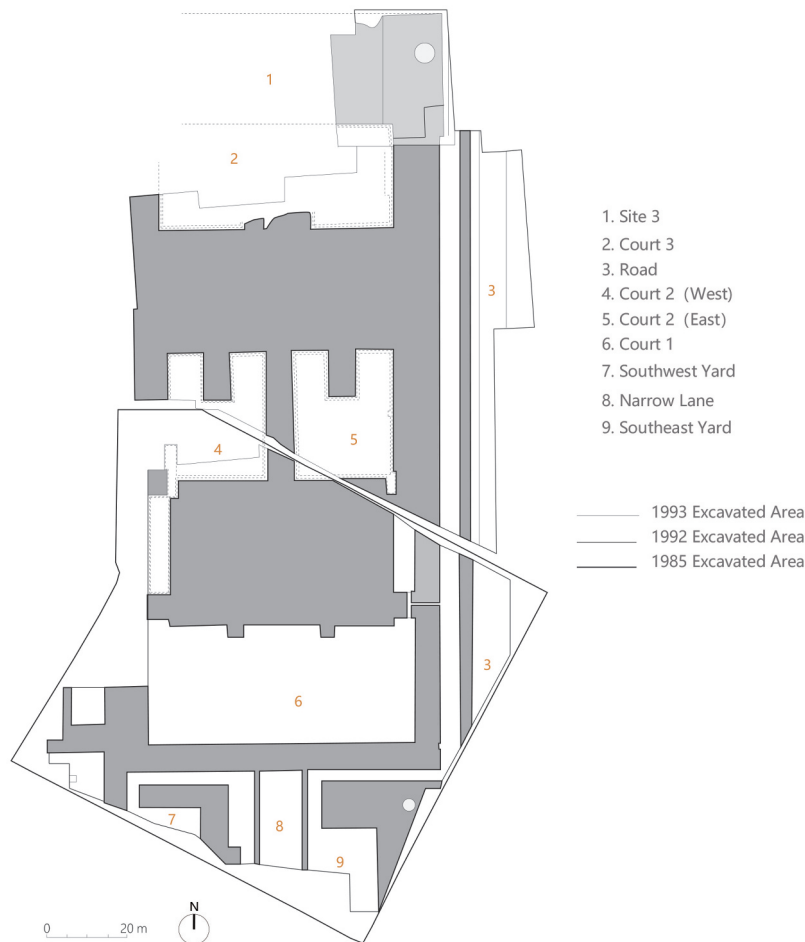 1
2
3
1. Site 3
2. Court 3
3. Road
4. Court 2 (West)
5. Court 2 (East)
6. Court 1
7. Southwest Yard
8. Narrow Lane
9. Southeast Yard
4
5
1993 Excavated Area
1992 Excavated Area
1985 Excavated Area
3
6
7
8
9
N
0 20 m